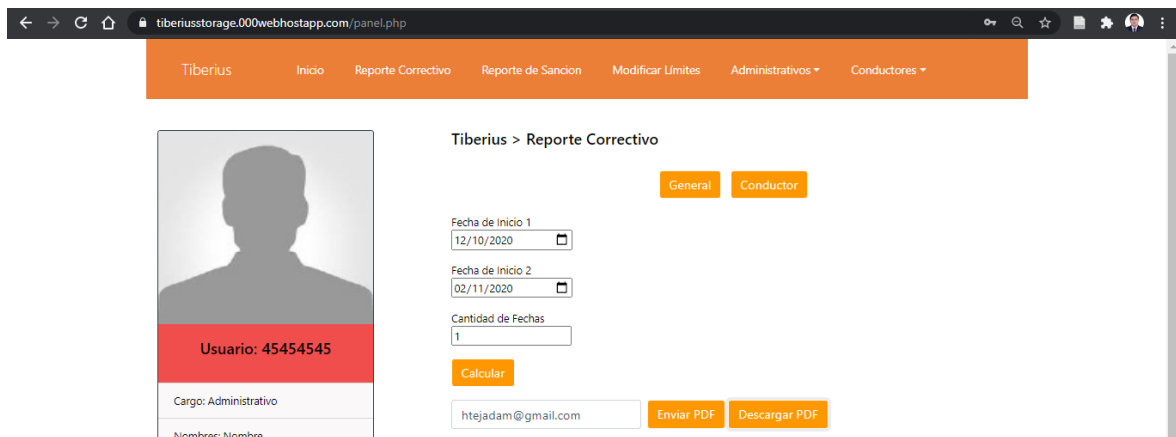 tiberiusstorage.000webhostapp.com/panel.php
Tiberius Inicio Reporte Correctivo Reporte de Sancion Modificar Límites Administrativos Conductores
Tiberius > Reporte Correctivo
General Conductor
Fecha de Inicio 1
12/10/2020
Fecha de Inicio 2
02/11/2020
Cantidad de Fechas
1
Calcular
htejadam@gmail.com Enviar PDF Descargar PDF
Usuario: 45454545
Cargo: Administrativo
Nombres: Nombre